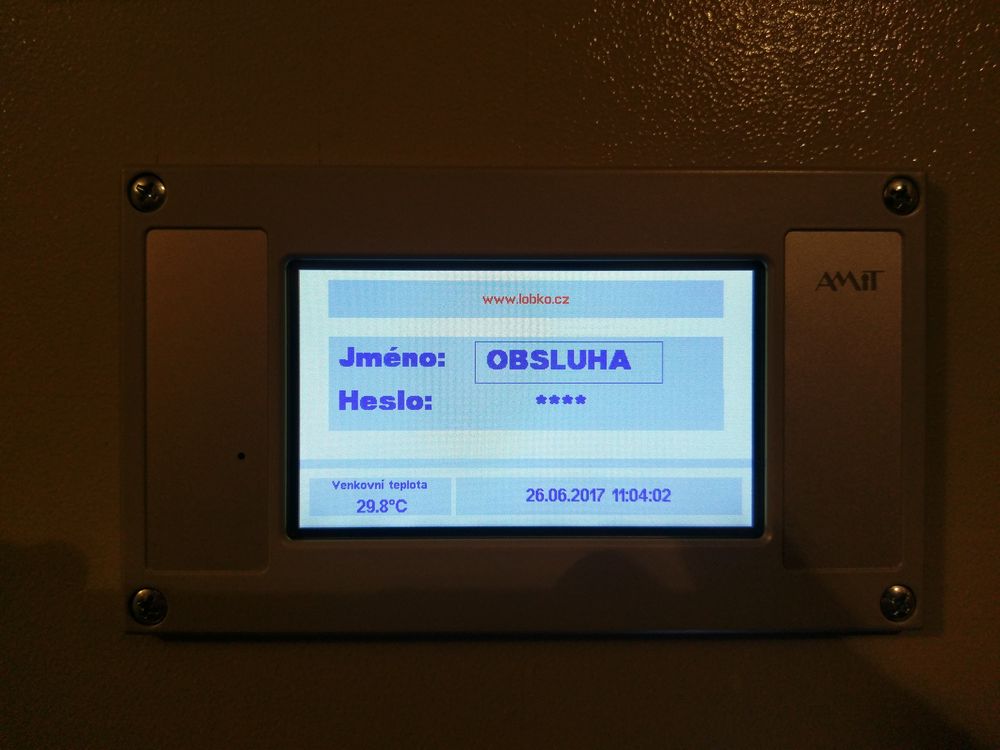 AMiT
www.lobko.cz
Jméno: OBSLUHA
Heslo: ****
Venkovní teplota
29.8°C
26.06.2017 11:04:02